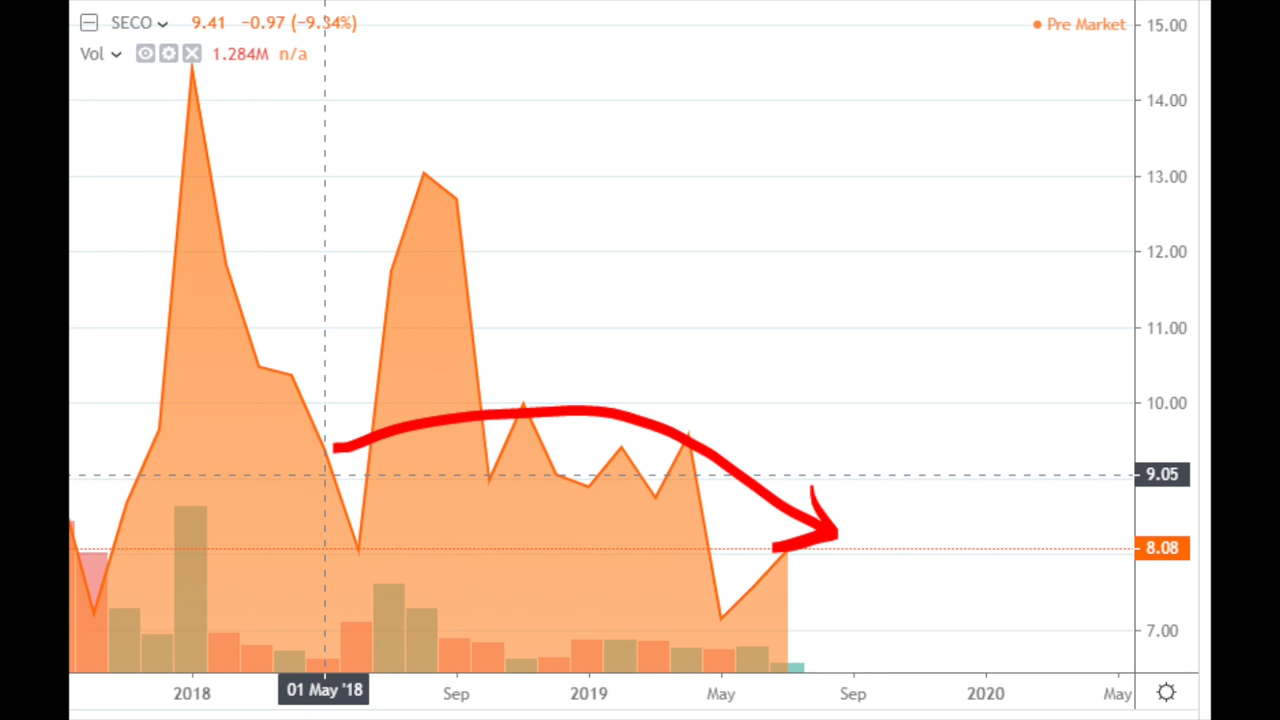 SECO 9.41 −0.97 (−9.34%)
Vol 1.284M n/a
Pre Market
15.00
14.00
13.00
12.00
11.00
10.00
9.05
8.08
7.00
2018 01 May '18 Sep 2019 May Sep 2020 May